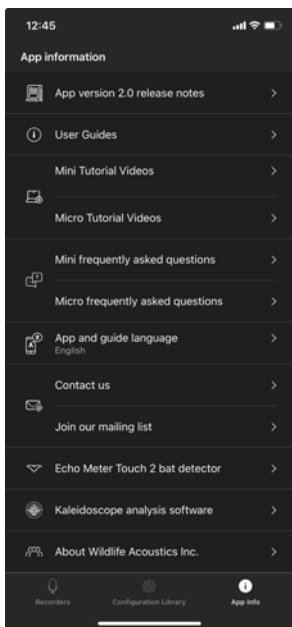 12:45
App information
App version 2.0 release notes
User Guides
Mini Tutorial Videos
Micro Tutorial Videos
Mini frequently asked questions
Micro frequently asked questions
App and guide language
English
Contact us
Join our mailing list
Echo Meter Touch 2 bat detector
Kaleidoscope analysis software
About Wildlife Acoustics Inc.
Recorders Configuration Library App Info